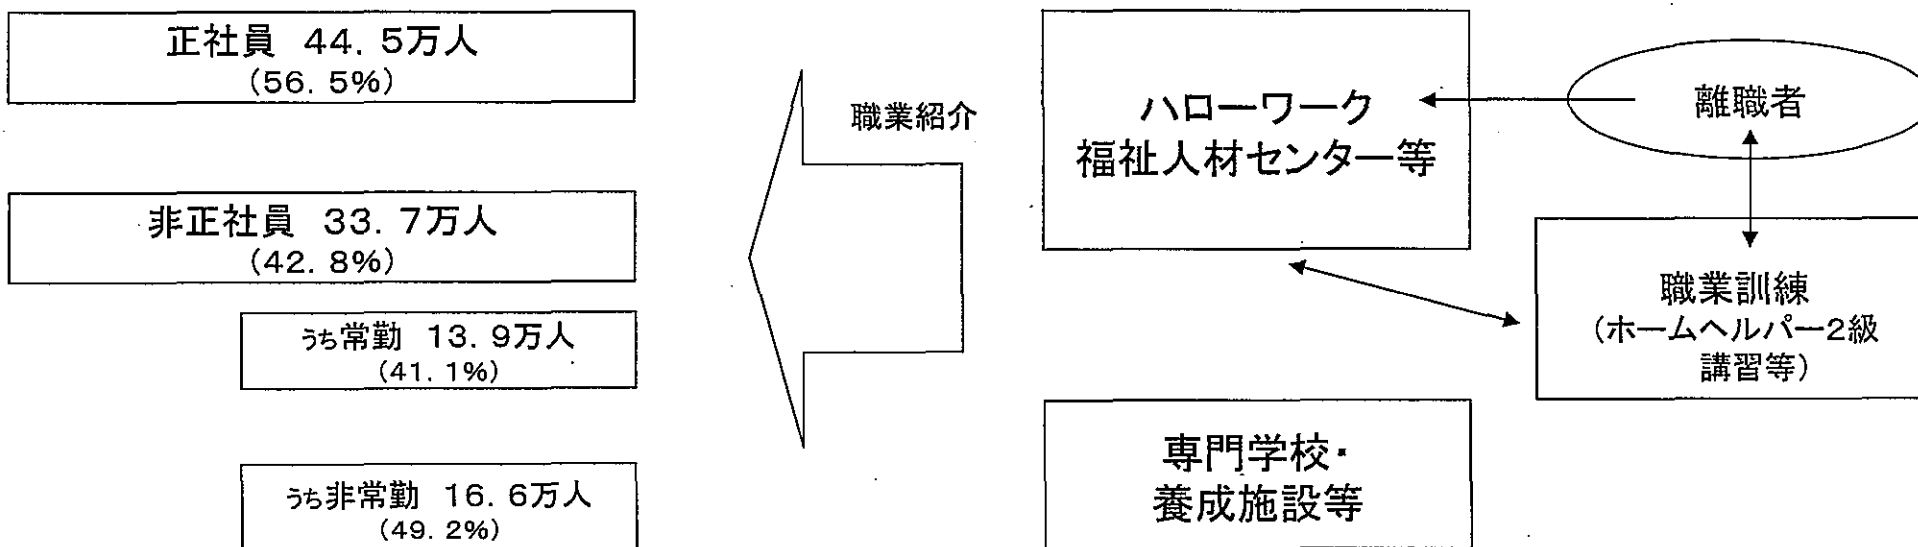 正社員 44.5万人
(56.5%)
非正社員 33.7万人
(42.8%)
うち常勤 13.9万人
(41.1%)
うち非常勤 16.6万人
(49.2%)
職業紹介
ハローワーク
福祉人材センター等
離職者
職業訓練
(ホームヘルパー2級
講習等)
専門学校・
養成施設等